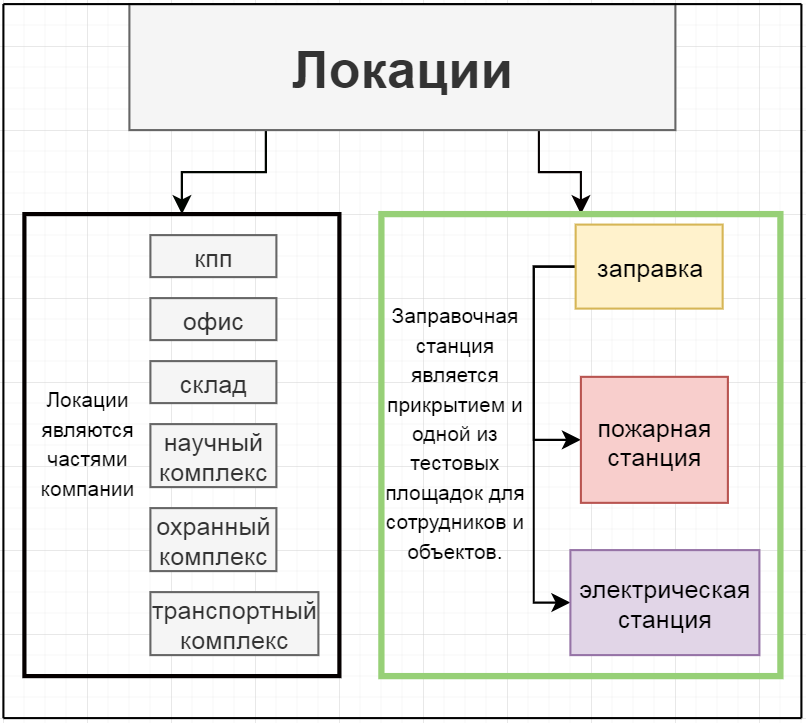 Локации
Локации
являются
частями
компании
кпп
офис
склад
научный
комплекс
охранный
комплекс
транспортный
комплекс
Заправочная
станция
является
прикрытием и
одной из
тестовых
площадок для
сотрудников и
объектов.
заправка
пожарная
станция
электрическая
станция